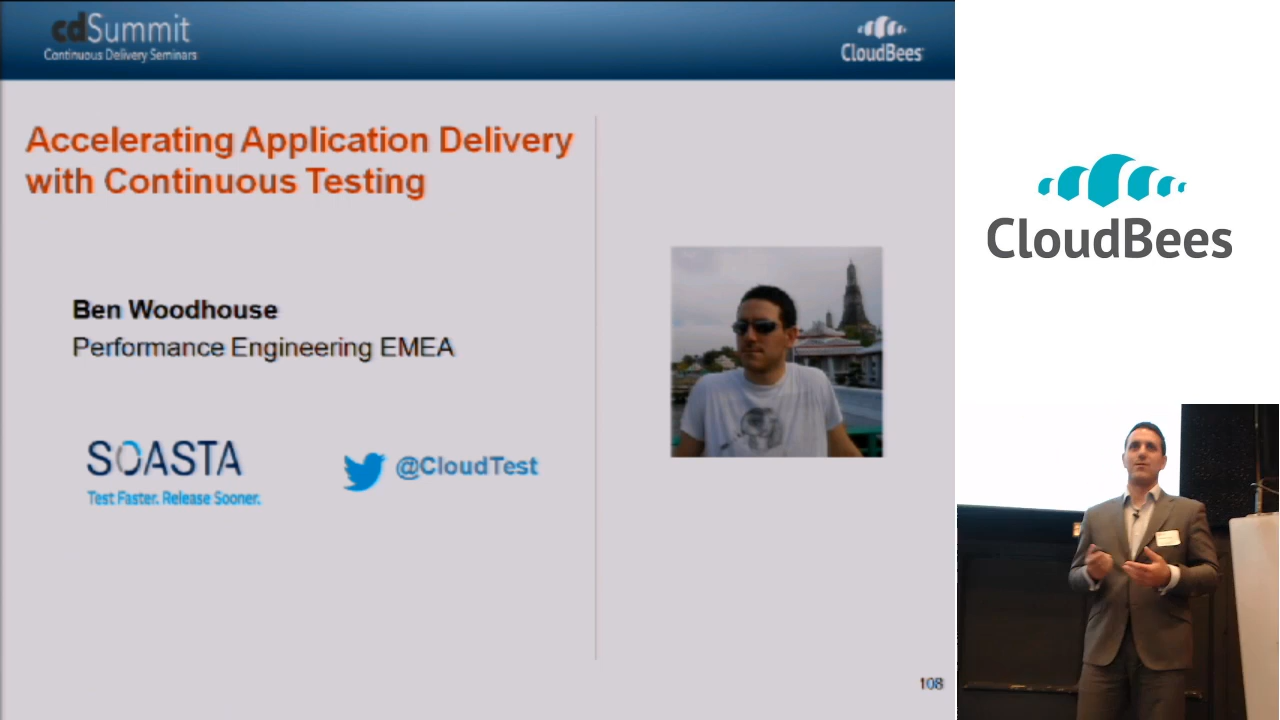 cdSummit
Continuous Delivery Seminars
CloudBees
Accelerating Application Delivery
with Continuous Testing
Ben Woodhouse
Performance Engineering EMEA
SOASTA
Test Faster. Release Sooner.
@CloudTest
108
CloudBees